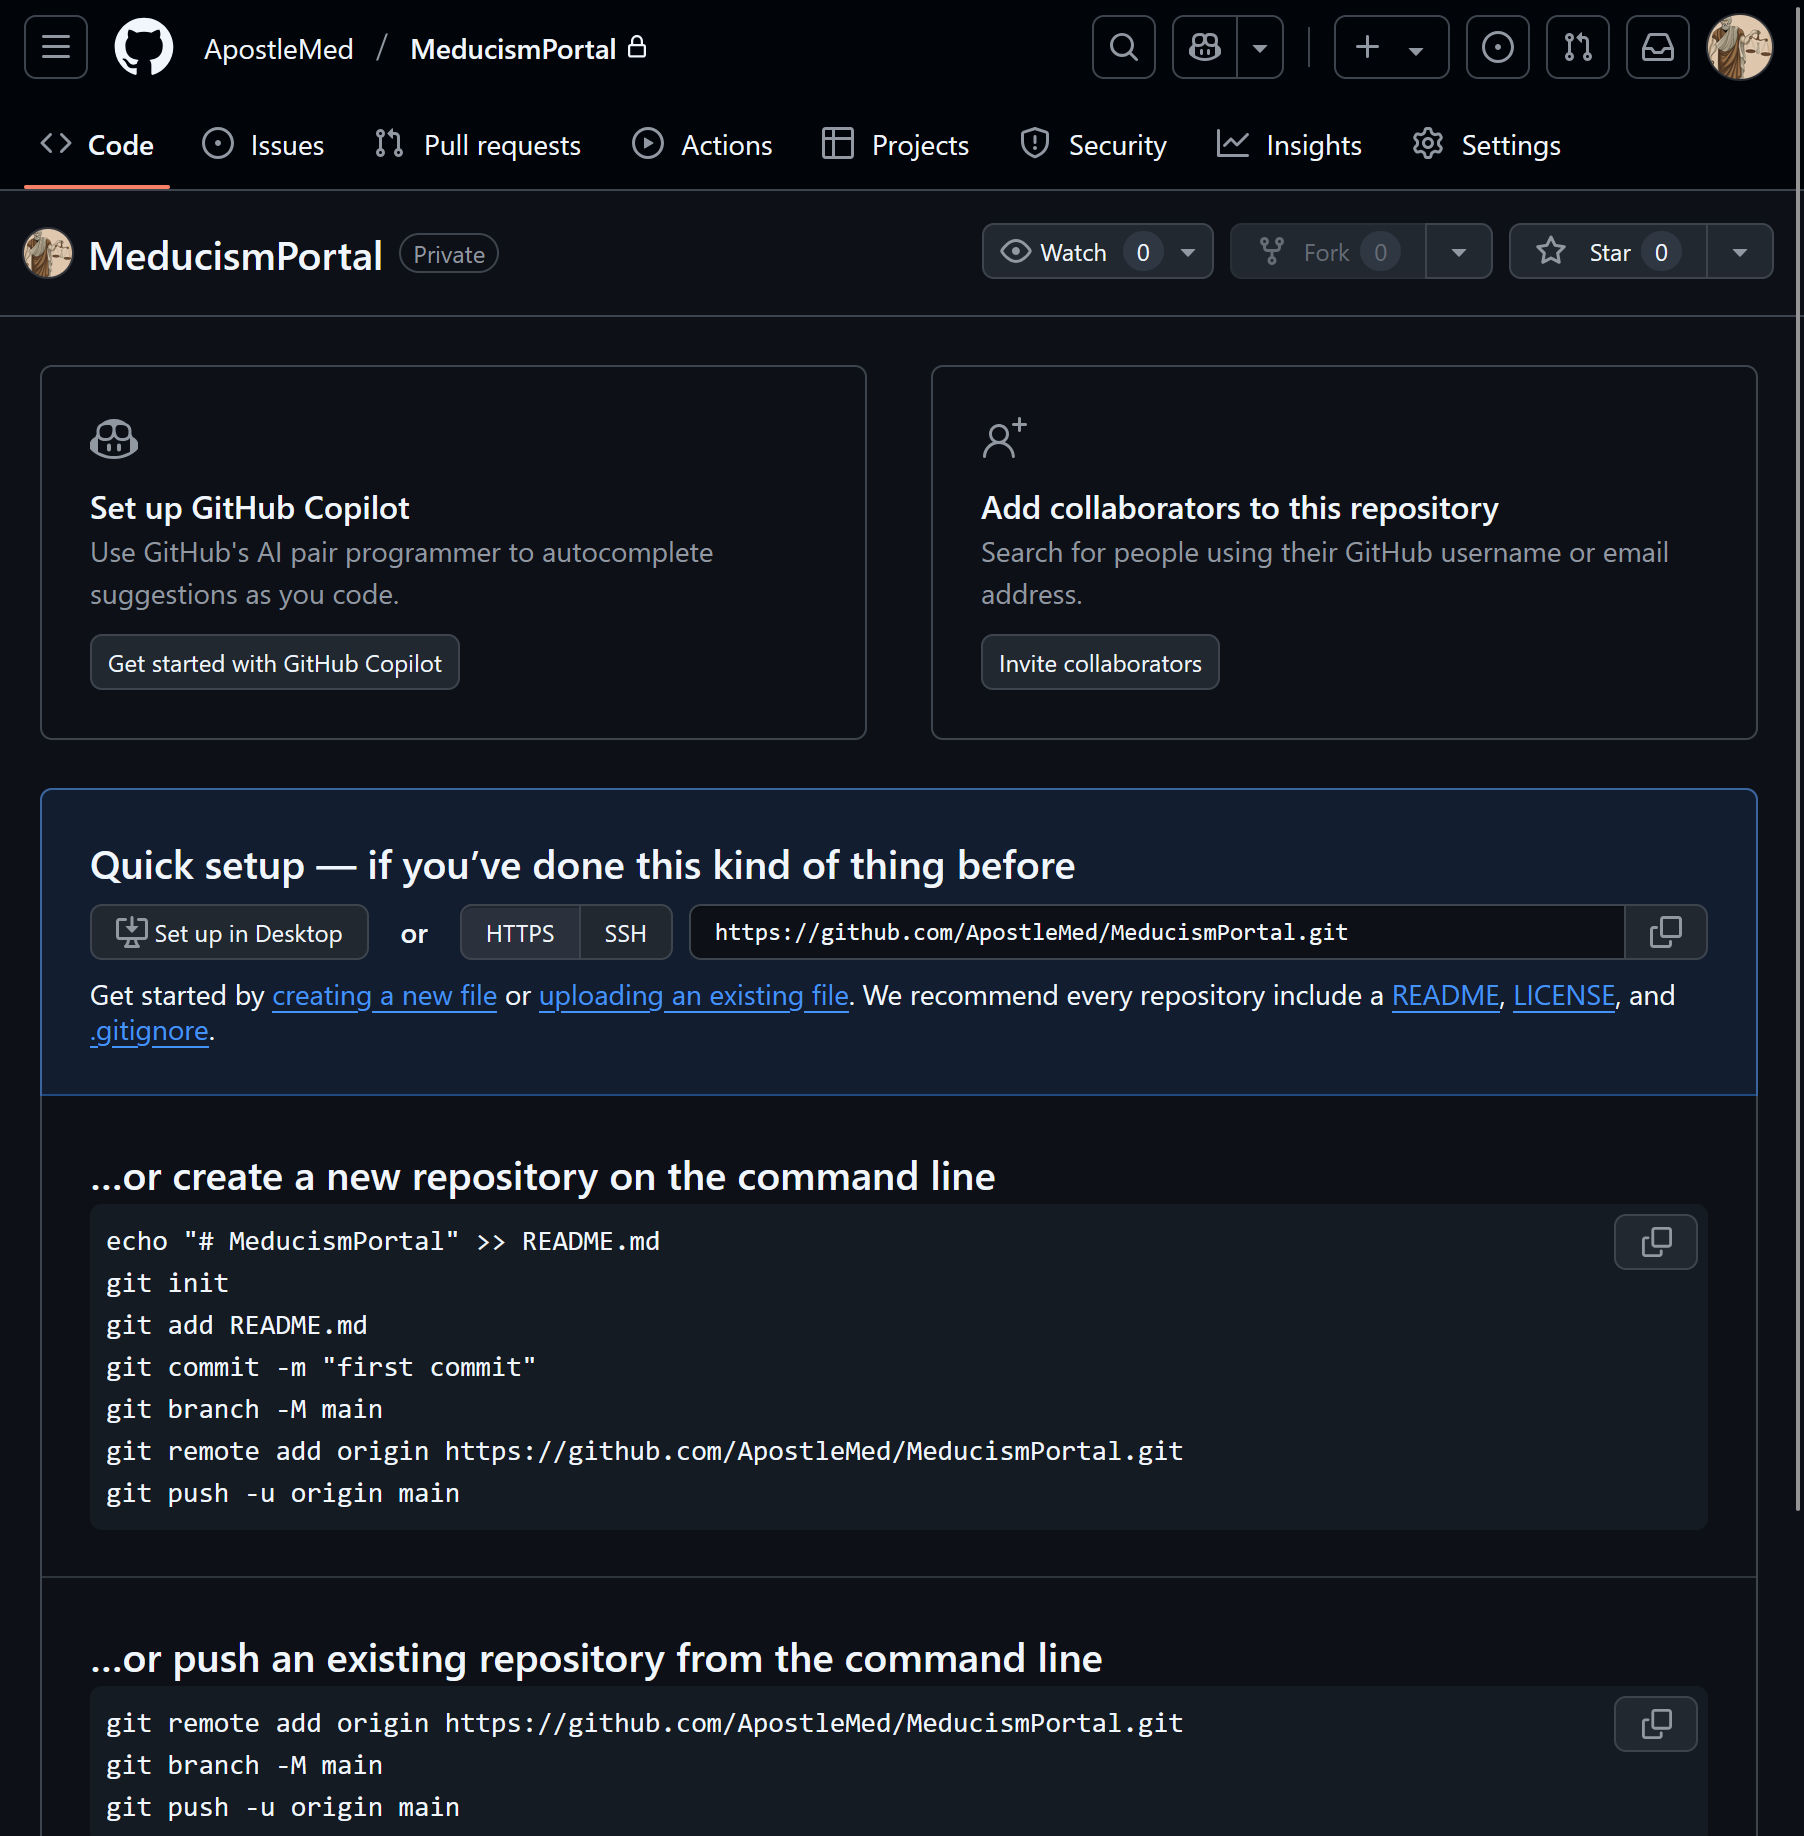 ApostleMed / MeducismPortal
Code Issues Pull requests Actions Projects Security Insights Settings
MeducismPortal Private Watch 0 Fork 0 Star 0
Set up GitHub Copilot
Use GitHub's AI pair programmer to autocomplete
suggestions as you code.
Get started with GitHub Copilot
Add collaborators to this repository
Search for people using their GitHub username or email
address.
Invite collaborators
Quick setup — if you’ve done this kind of thing before
Set up in Desktop or HTTPS SSH https://github.com/ApostleMed/MeducismPortal.git
Get started by creating a new file or uploading an existing file. We recommend every repository include a README, LICENSE, and
.gitignore.
…or create a new repository on the command line
echo "# MeducismPortal" >> README.md
git init
git add README.md
git commit -m "first commit"
git branch -M main
git remote add origin https://github.com/ApostleMed/MeducismPortal.git
git push -u origin main
…or push an existing repository from the command line
git remote add origin https://github.com/ApostleMed/MeducismPortal.git
git branch -M main
git push -u origin main